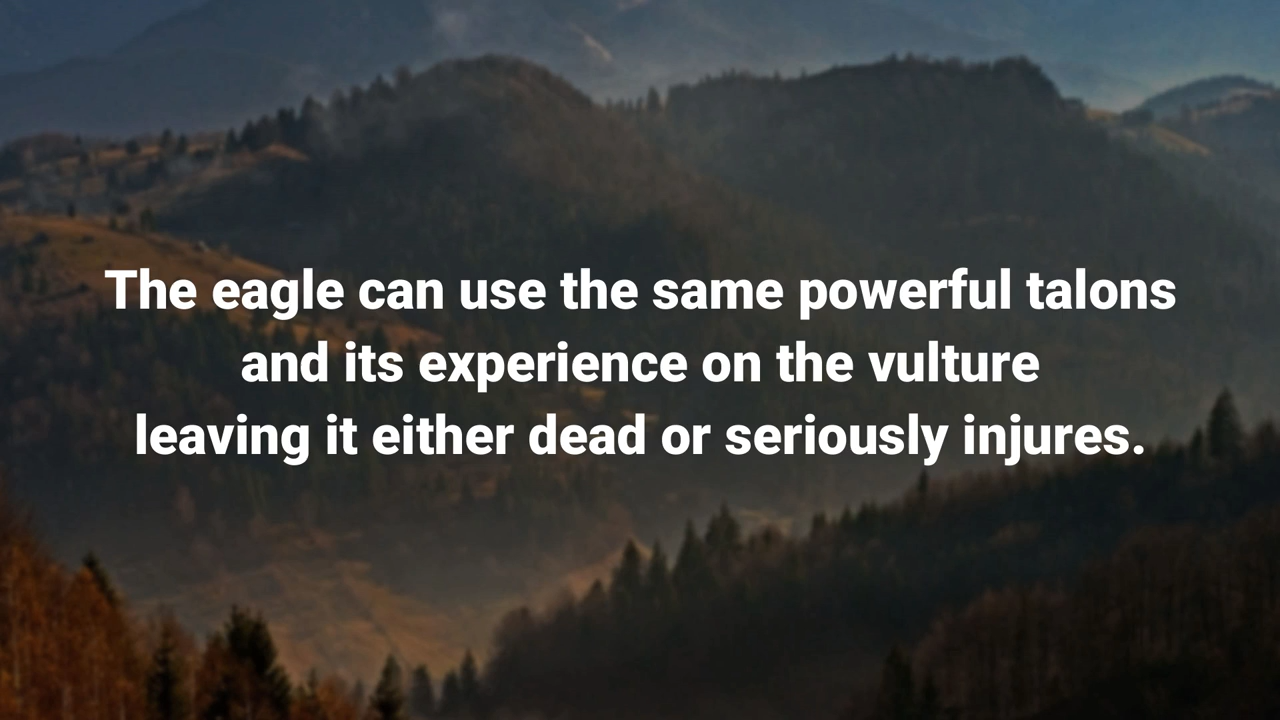 The eagle can use the same powerful talons
and its experience on the vulture
leaving it either dead or seriously injures.